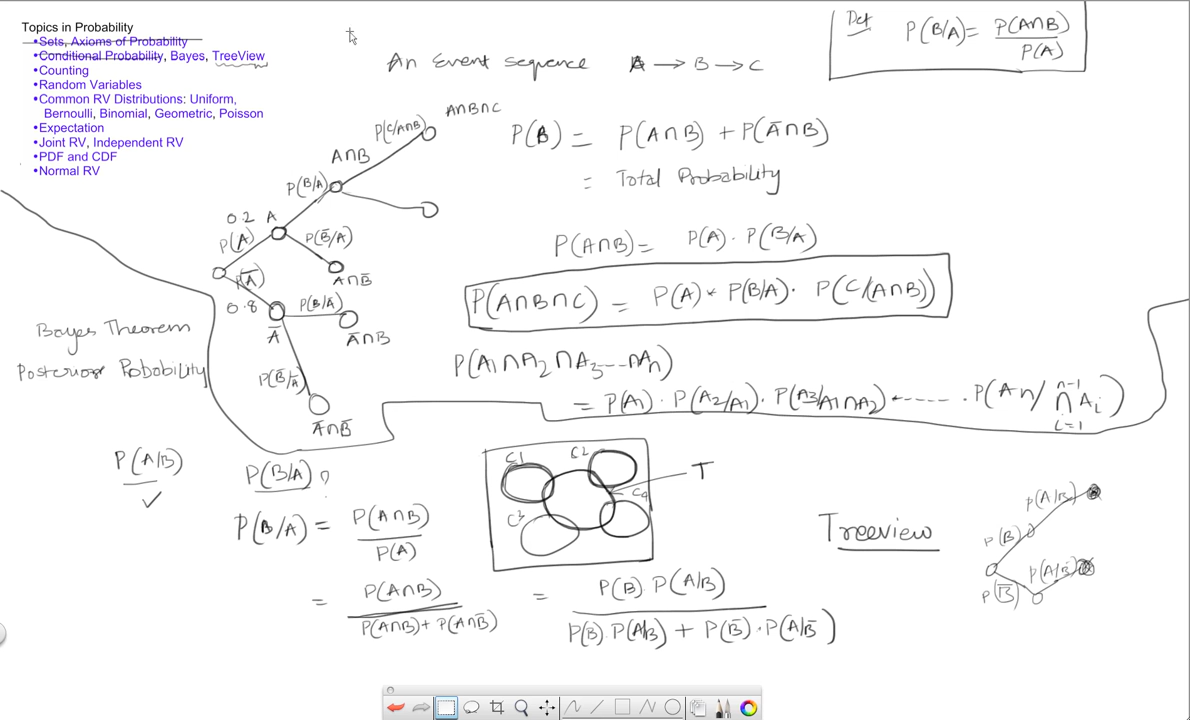 Topics in Probability
•Sets, Axioms of Probability
•Conditional Probability, Bayes, TreeView
•Counting
•Random Variables
•Common RV Distributions: Uniform,
Bernoulli, Binomial, Geometric, Poisson
•Expectation
•Joint RV, Independent RV
•PDF and CDF
•Normal RV
Def P(B/A) = P(A∩B) / P(A)
An Event sequence A → B → C
P(B) = P(A∩B) + P(A̅∩B)
= Total Probability
P(A∩B) = P(A) · P(B/A)
P(A∩B∩C) = P(A) * P(B/A) · P(C/(A∩B))
P(A1∩A2∩A3---∩An)
= P(A1) · P(A2/A1) · P(A3/A1∩A2) ----- · P(An/ n-1 ∩ i=1 Ai)
A∩B∩C
P(C/A∩B)
A∩B
P(B/A)
0.2 A
P(A)
P(B̅/A)
P(A̅)
A∩B̅
0.8
P(B/A̅)
A̅
A̅∩B
P(B̅/A̅)
A̅∩B̅
Bayes Theorem
Posterior Probability
P(A/B) ✓
P(B/A) ?
P(B/A) = P(A∩B) / P(A)
= P(A∩B) / P(A∩B) + P(A∩B̅)
= P(B) P(A/B) / P(B) P(A/B) + P(B̅) · P(A/B̅)
C1
C2
C3
C4
T
Treeview
P(A/B)
P(B)
P(A/B̅)
P(B̅)